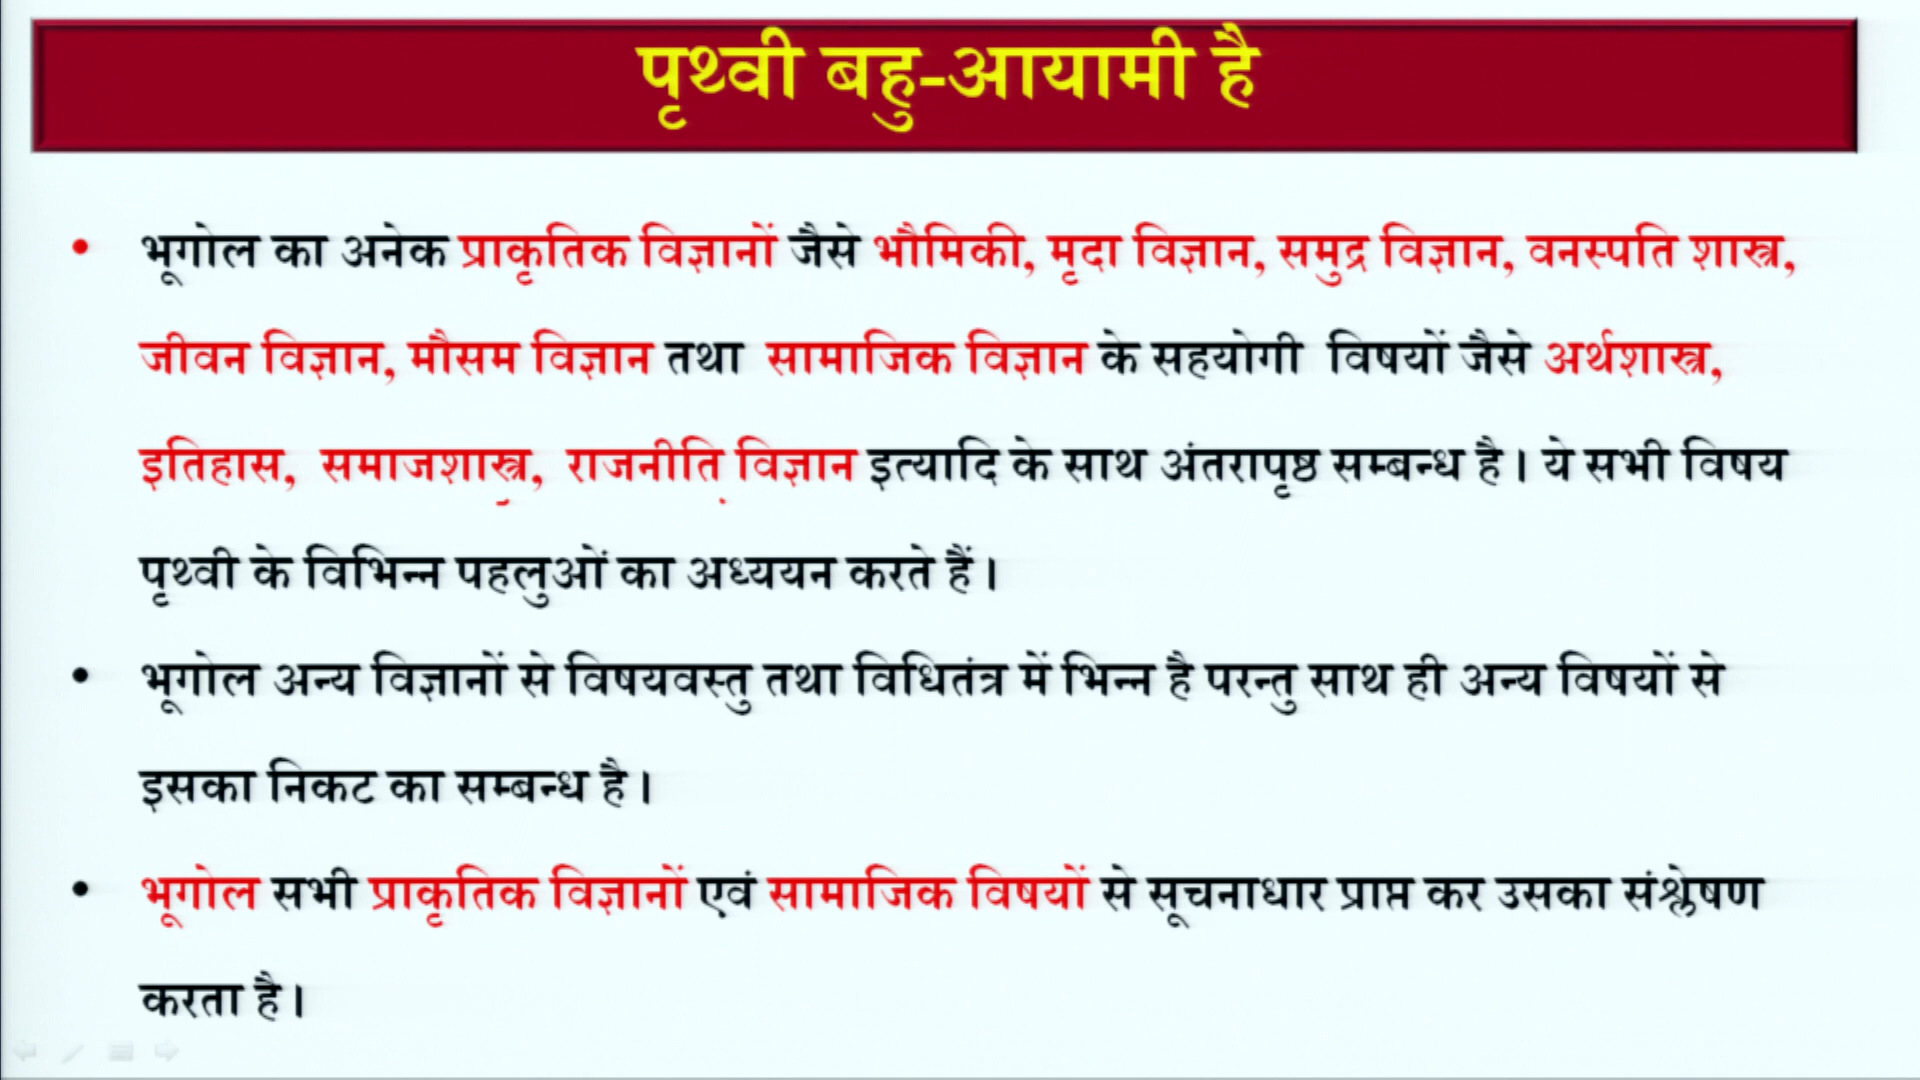 पृथ्वी बहु-आयामी है
• भूगोल का अनेक प्राकृतिक विज्ञानों जैसे भौमिकी, मृदा विज्ञान, समुद्र विज्ञान, वनस्पति शास्त्र,
जीवन विज्ञान, मौसम विज्ञान तथा सामाजिक विज्ञान के सहयोगी विषयों जैसे अर्थशास्त्र,
इतिहास, समाजशास्त्र, राजनीति विज्ञान इत्यादि के साथ अंतरापृष्ठ सम्बन्ध है। ये सभी विषय
पृथ्वी के विभिन्न पहलुओं का अध्ययन करते हैं।
• भूगोल अन्य विज्ञानों से विषयवस्तु तथा विधितंत्र में भिन्न है परन्तु साथ ही अन्य विषयों से
इसका निकट का सम्बन्ध है।
• भूगोल सभी प्राकृतिक विज्ञानों एवं सामाजिक विषयों से सूचनाधार प्राप्त कर उसका संश्लेषण
करता है।